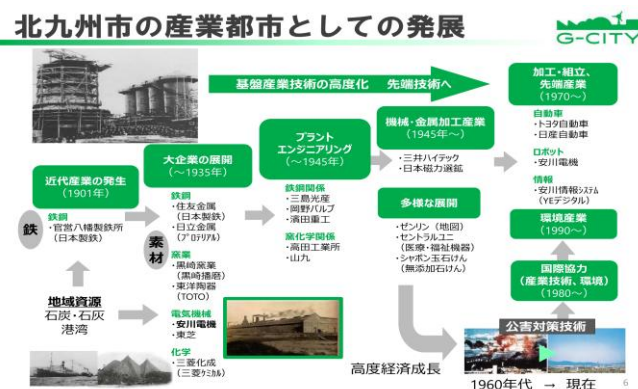 北九州市の産業都市としての発展
G-CITY
基盤産業技術の高度化　先端技術へ
近代産業の発生
(1901年)
鉄
鉄鋼
・官営八幡製鉄所
(日本製鉄)
地域資源
石炭・石灰
港湾
大企業の展開
(～1935年)
素材
鉄鋼
・住友金属
(日本製鉄)
・日立金属
(プロテリアル)
窯業
・黒崎窯業
(黒崎播磨)
・東洋陶器
(TOTO)
電気機械
・安川電機
・東芝
化学
・三菱化成
(三菱ケミカル)
プラント
エンジニアリング
(～1945年)
鉄鋼関係
・三島光産
・岡野バルブ
・濱田重工
窯化学関係
・高田工業所
・山九
機械・金属加工産業
(1945年～)
・三井ハイテック
・日本磁力選鉱
多様な展開
・ゼンリン（地図）
・セントラルユニ
(医療・福祉機器)
・シャボン玉石けん
(無添加石けん)
加工・組立、
先端産業
(1970～)
自動車
・トヨタ自動車
・日産自動車
ロボット
・安川電機
情報
・安川情報システム
(YEデジタル)
環境産業
(1990～)
国際協力
(産業技術、環境)
(1980～)
公害対策技術
高度経済成長
1960年代 → 現在
6